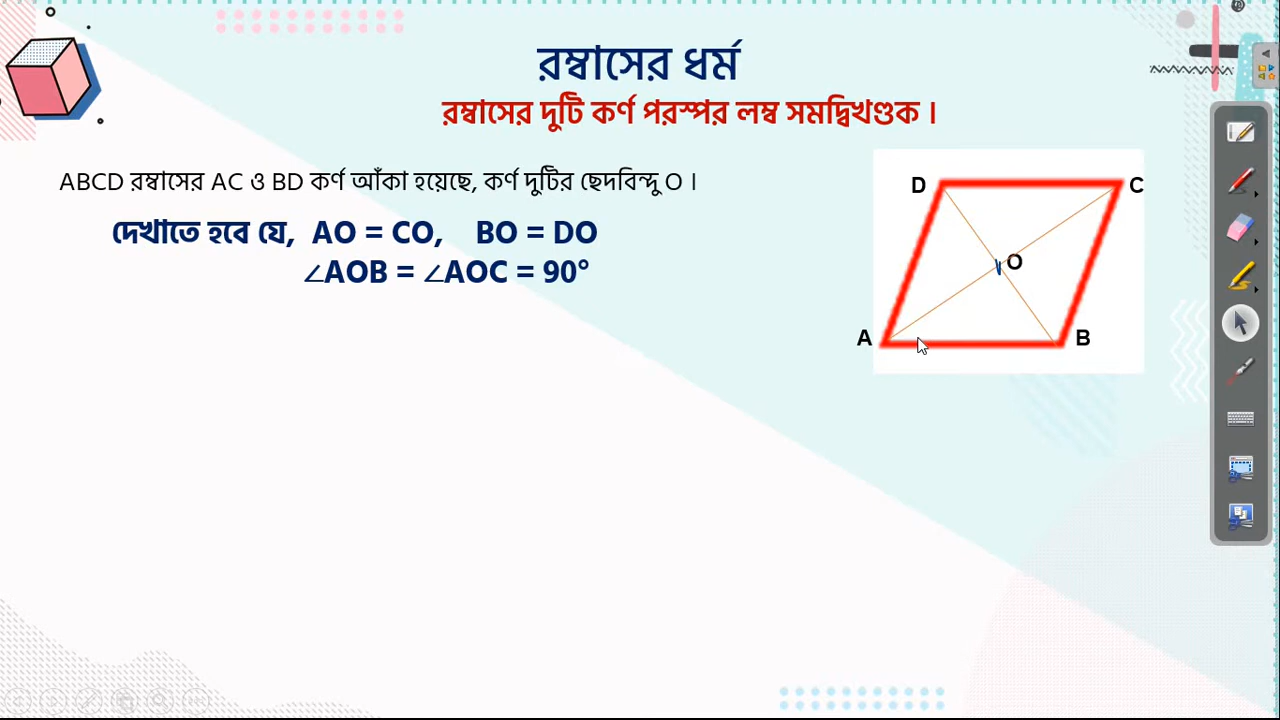 রম্বাসের ধর্ম
রম্বাসের দুটি কর্ণ পরস্পর লম্ব সমদ্বিখণ্ডক।
ABCD রম্বাসের AC ও BD কর্ণ আঁকা হয়েছে, কর্ণ দুটির ছেদবিন্দু O।
দেখাতে হবে যে, AO = CO, BO = DO
∠AOB = ∠AOC = 90°
D C
O
A B